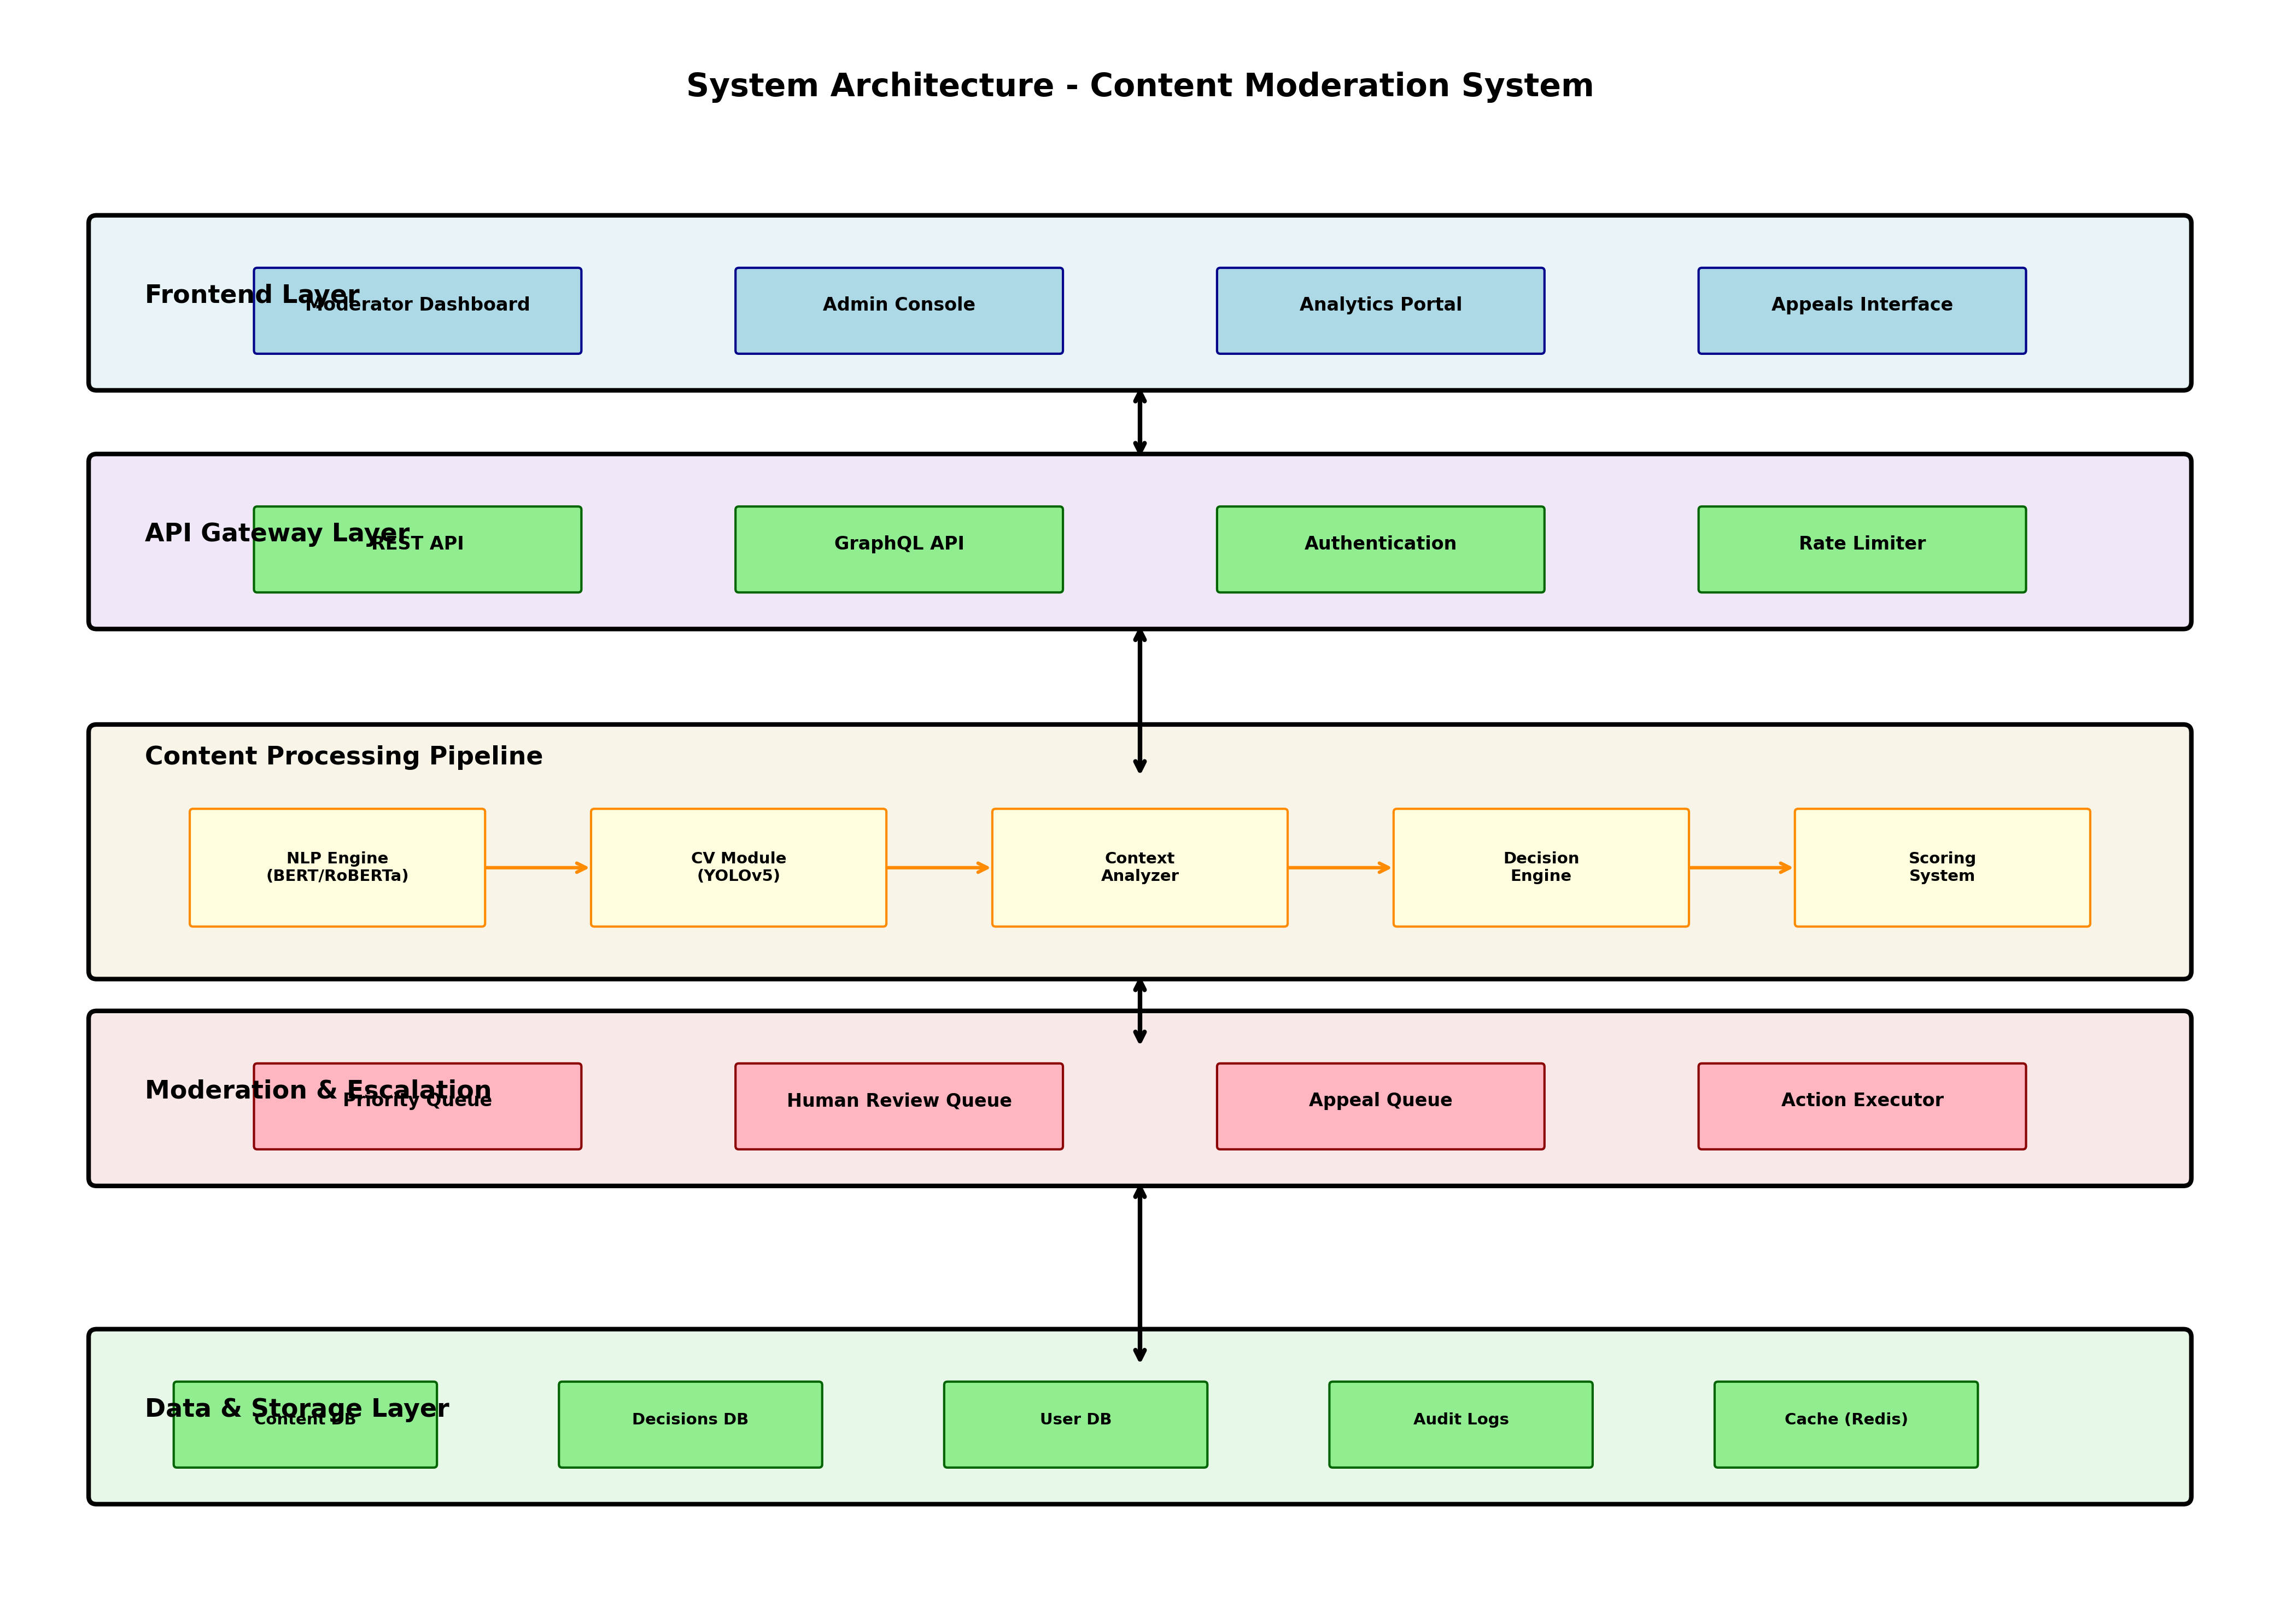 System Architecture - Content Moderation System
Frontend Layer
Moderator Dashboard
Admin Console
Analytics Portal
Appeals Interface
API Gateway Layer
REST API
GraphQL API
Authentication
Rate Limiter
Content Processing Pipeline
NLP Engine
(BERT/RoBERTa)
CV Module
(YOLOv5)
Context
Analyzer
Decision
Engine
Scoring
System
Moderation & Escalation
Priority Queue
Human Review Queue
Appeal Queue
Action Executor
Data & Storage Layer
Content DB
Decisions DB
User DB
Audit Logs
Cache (Redis)